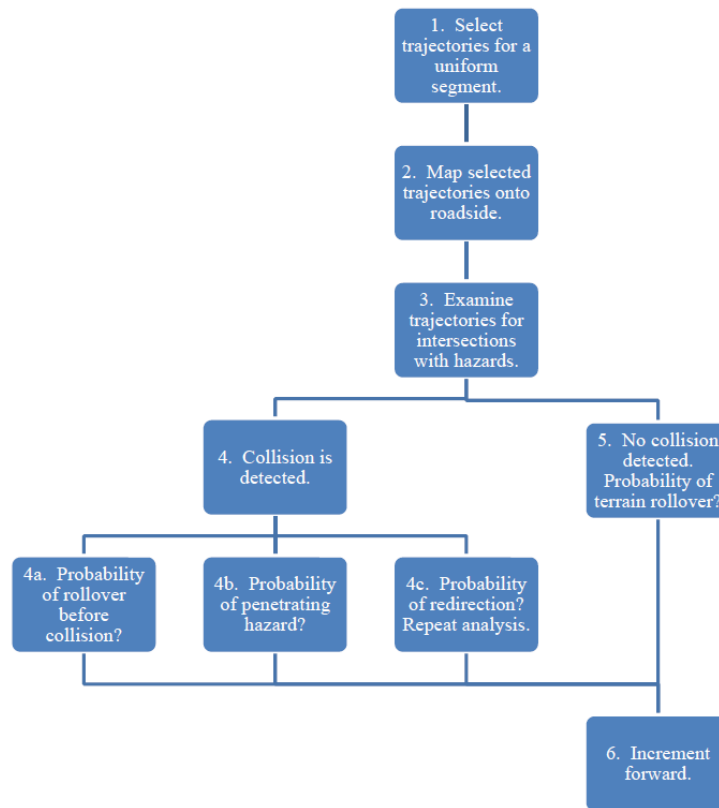 1. Select
trajectories for a
uniform
segment.
2. Map selected
trajectories onto
roadside.
3. Examine
trajectories for
intersections
with hazards.
4. Collision is
detected.
5. No collision
detected.
Probability of
terrain rollover?
4a. Probability
of rollover
before
collision?
4b. Probability
of penetrating
hazard?
4c. Probability
of redirection?
Repeat analysis.
6. Increment
forward.